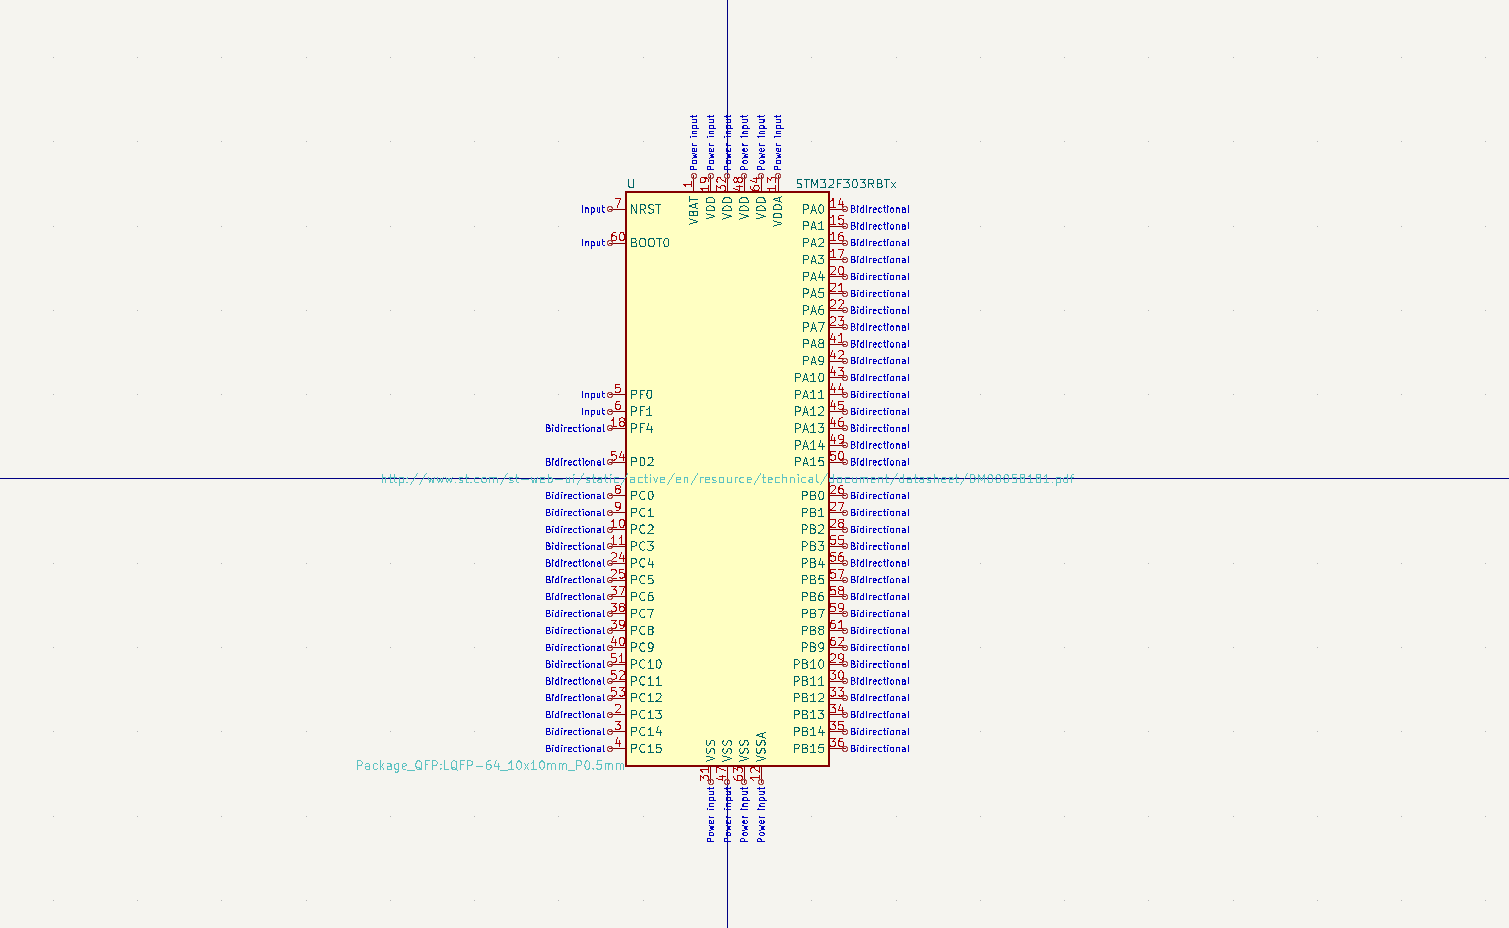 Power input Power input Power input Power input Power input Power input
1 19 32 48 64 13
U STM32F303RBTx
VBAT VDD VDD VDD VDD VDDA
Input 7 NRST PA0 14 Bidirectional
PA1 15 Bidirectional
Input 60 BOOT0 PA2 16 Bidirectional
PA3 17 Bidirectional
PA4 20 Bidirectional
PA5 21 Bidirectional
PA6 22 Bidirectional
PA7 23 Bidirectional
PA8 41 Bidirectional
PA9 42 Bidirectional
PA10 43 Bidirectional
Input 5 PF0 PA11 44 Bidirectional
Input 6 PF1 PA12 45 Bidirectional
Bidirectional 18 PF4 PA13 46 Bidirectional
PA14 49 Bidirectional
Bidirectional 54 PD2 PA15 50 Bidirectional
http://www.st.com/st-web-ui/static/active/en/resource/technical/document/datasheet/DM00058181.pdf
Bidirectional 8 PC0 PB0 26 Bidirectional
Bidirectional 9 PC1 PB1 27 Bidirectional
Bidirectional 10 PC2 PB2 28 Bidirectional
Bidirectional 11 PC3 PB3 55 Bidirectional
Bidirectional 24 PC4 PB4 56 Bidirectional
Bidirectional 25 PC5 PB5 57 Bidirectional
Bidirectional 37 PC6 PB6 58 Bidirectional
Bidirectional 38 PC7 PB7 59 Bidirectional
Bidirectional 39 PC8 PB8 61 Bidirectional
Bidirectional 40 PC9 PB9 62 Bidirectional
Bidirectional 51 PC10 PB10 29 Bidirectional
Bidirectional 52 PC11 PB11 30 Bidirectional
Bidirectional 53 PC12 PB12 33 Bidirectional
Bidirectional 2 PC13 PB13 34 Bidirectional
Bidirectional 3 PC14 PB14 35 Bidirectional
Bidirectional 4 PC15 PB15 36 Bidirectional
VSS VSS VSS VSSA
Package_QFP:LQFP-64_10x10mm_P0.5mm
31 47 63 12
Power input Power input Power input Power input